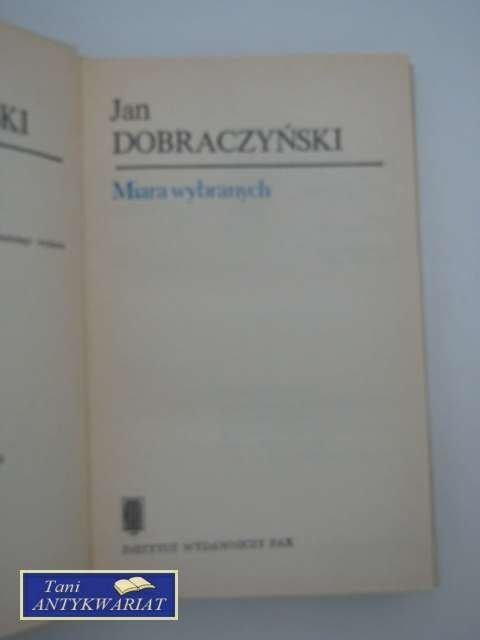 SKI
Jan
DOBRACZYŃSKI
Miara wybranych
INSTYTUT WYDAWNICZY PAX
Tani
ANTYKWARIAT